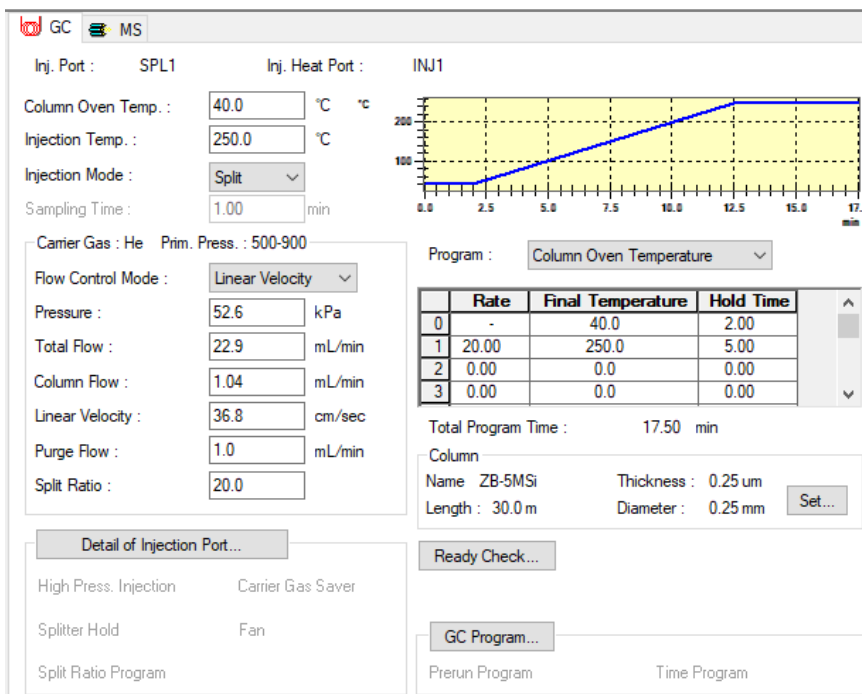 GC MS
Inj. Port : SPL1 Inj. Heat Port : INJ1
Column Oven Temp. : 40.0 °C °C
Injection Temp. : 250.0 °C
Injection Mode : Split
Sampling Time : 1.00 min
200
100
0.0 2.5 5.0 7.5 10.0 12.5 15.0 17.
min
Carrier Gas : He Prim. Press. : 500-900
Flow Control Mode : Linear Velocity
Pressure : 52.6 kPa
Total Flow : 22.9 mL/min
Column Flow : 1.04 mL/min
Linear Velocity : 36.8 cm/sec
Purge Flow : 1.0 mL/min
Split Ratio : 20.0
Program : Column Oven Temperature
Rate Final Temperature Hold Time
0 - 40.0 2.00
1 20.00 250.0 5.00
2 0.00 0.0 0.00
3 0.00 0.0 0.00
Total Program Time : 17.50 min
Column
Name ZB-5MSi Thickness : 0.25 um
Length : 30.0 m Diameter : 0.25 mm
Set...
Detail of Injection Port...
High Press. Injection Carrier Gas Saver
Splitter Hold Fan
Split Ratio Program
Ready Check...
GC Program...
Prerun Program Time Program